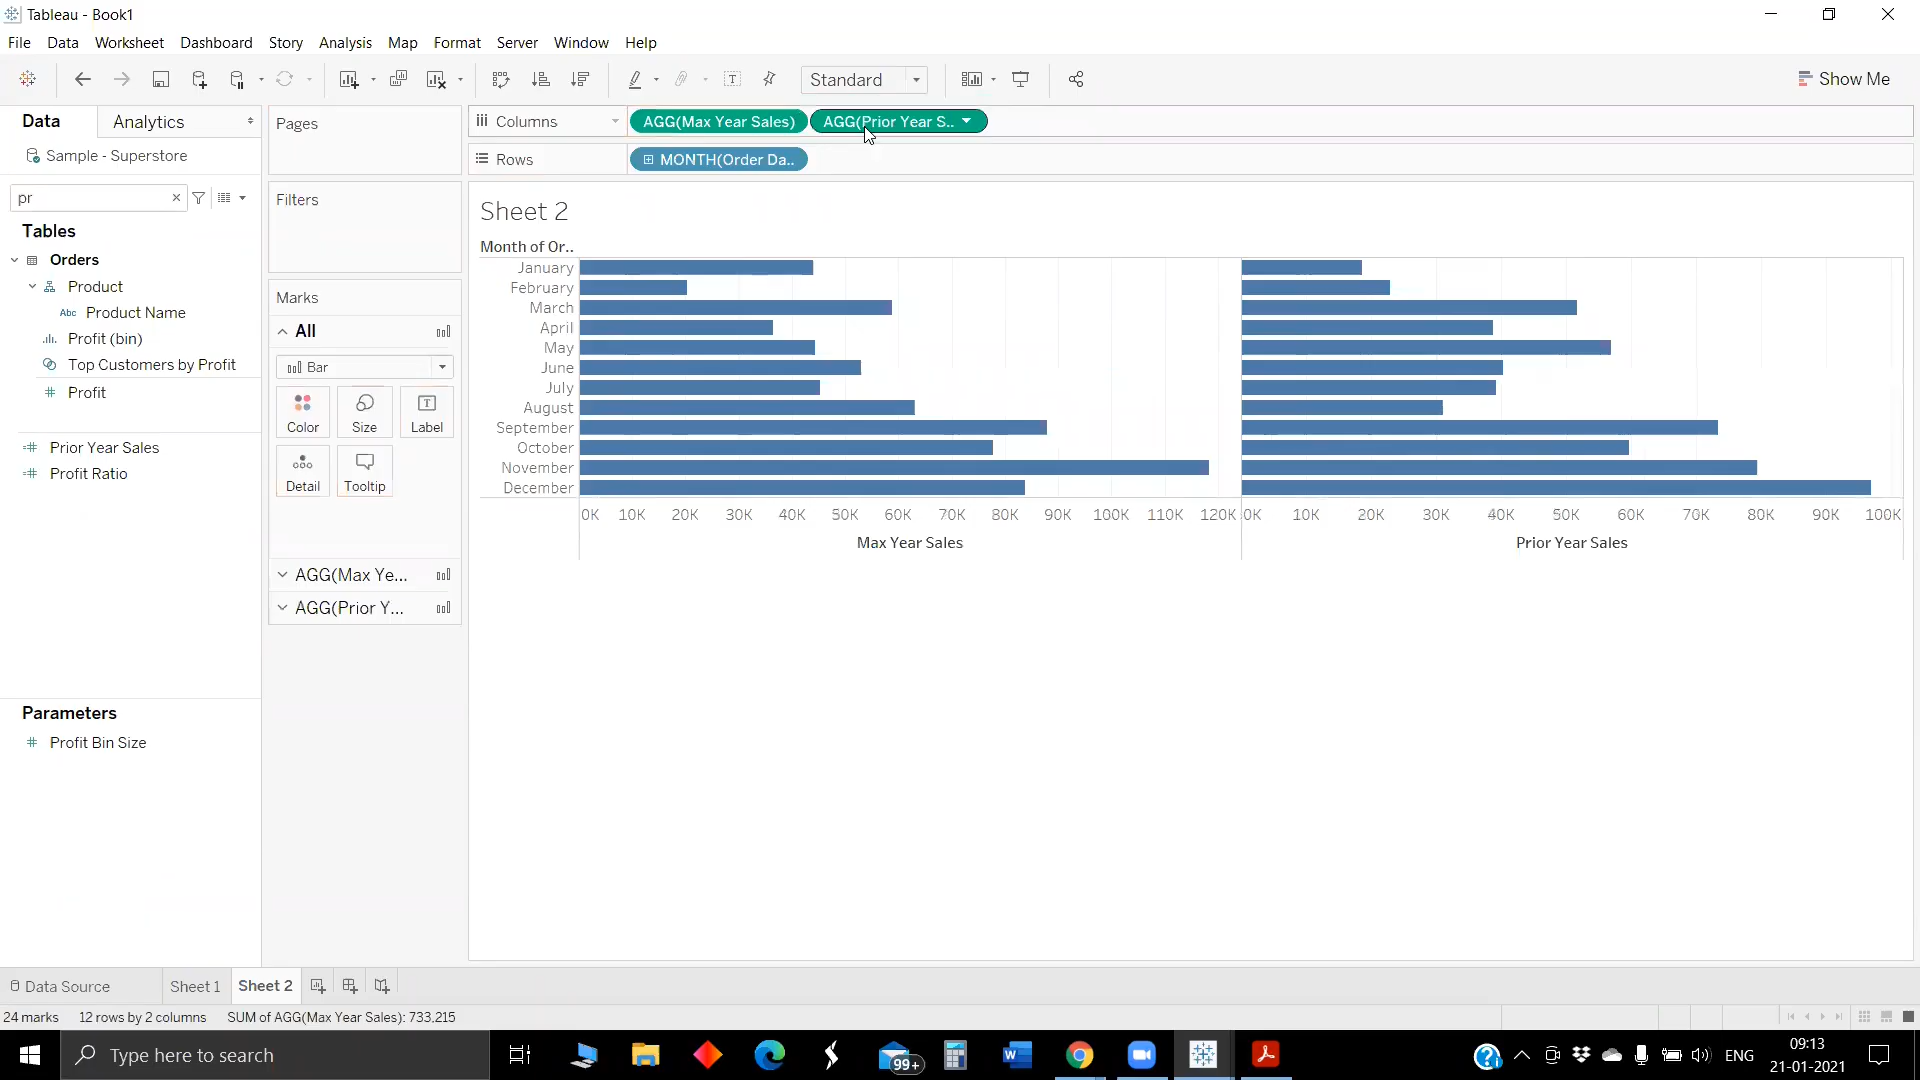 Tableau - Book1
File Data Worksheet Dashboard Story Analysis Map Format Server Window Help
Standard
Show Me
Data
Analytics
Sample - Superstore
pr
Tables
Orders
Product
Abc Product Name
Profit (bin)
Top Customers by Profit
Profit
Prior Year Sales
Profit Ratio
Parameters
Profit Bin Size
Pages
Filters
Marks
All
Bar
Color Size Label
Detail Tooltip
AGG(Max Ye...
AGG(Prior Y...
Columns AGG(Max Year Sales) AGG(Prior Year S..
Rows MONTH(Order Da..
Sheet 2
Month of Or..
January
February
March
April
May
June
July
August
September
October
November
December
0K 10K 20K 30K 40K 50K 60K 70K 80K 90K 100K 110K 120K 0K 10K 20K 30K 40K 50K 60K 70K 80K 90K 100K
Max Year Sales Prior Year Sales
Data Source Sheet 1 Sheet 2
24 marks 12 rows by 2 columns SUM of AGG(Max Year Sales): 733,215
Type here to search
99+
ENG
09:13
21-01-2021